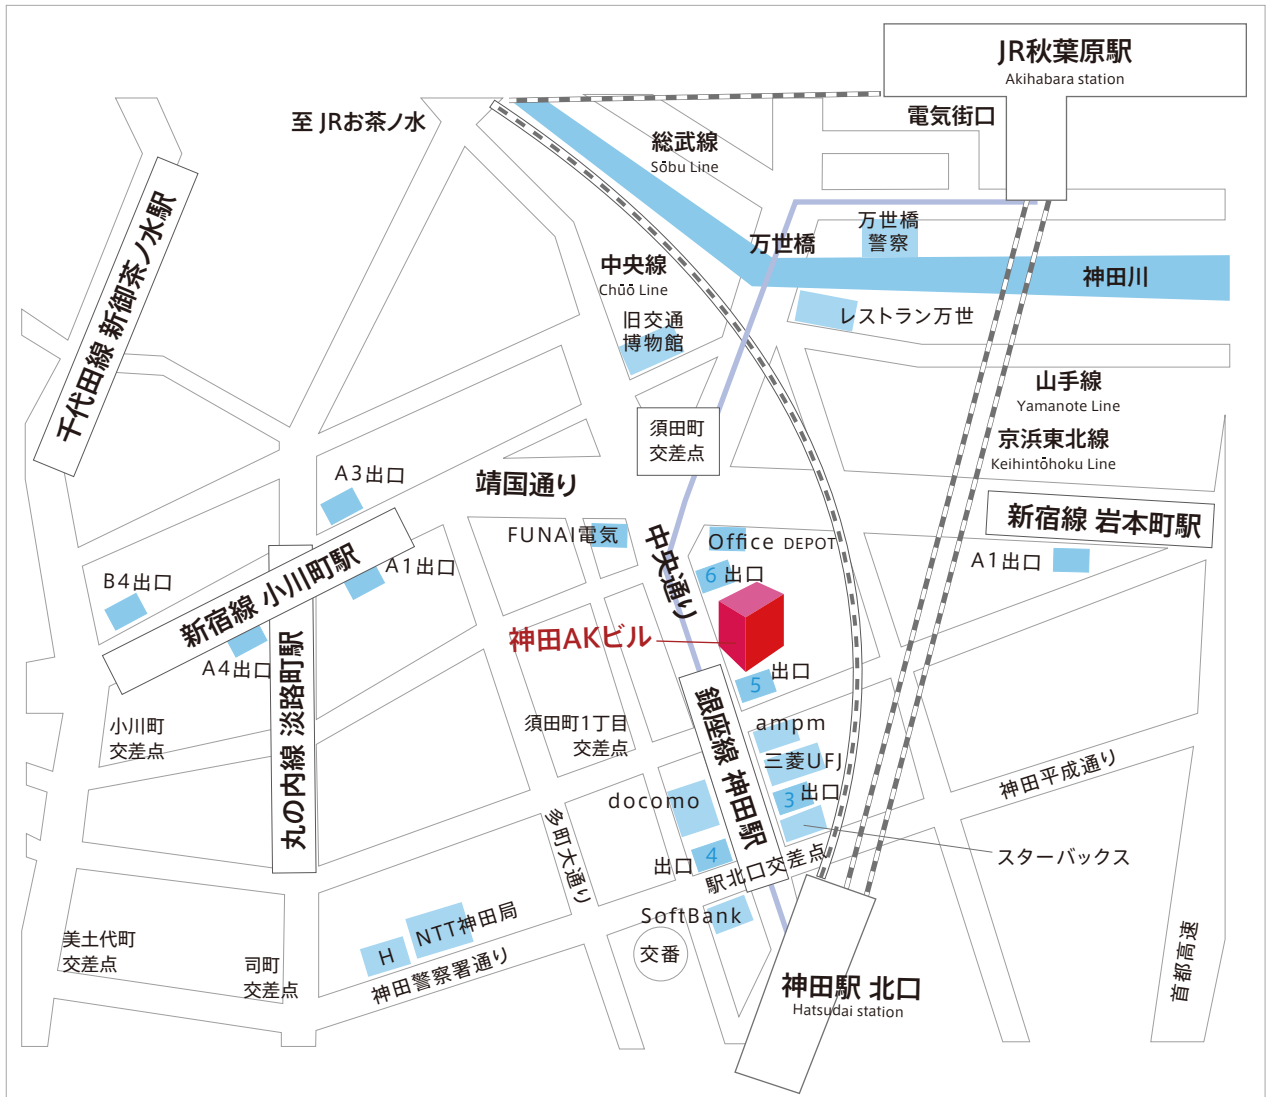 JR秋葉原駅
Akihabara station
電気街口
至 JRお茶ノ水
総武線
Sōbu Line
千代田線 新御茶ノ水駅
万世橋
万世橋
警察
中央線
Chūō Line
神田川
旧交通
博物館
レストラン万世
山手線
Yamanote Line
須田町
交差点
京浜東北線
Keihintōhoku Line
A3出口
靖国通り
新宿線 岩本町駅
FUNAI電気
中央通り
Office DEPOT
A1出口
A1出口
6 出口
B4出口
新宿線 小川町駅
神田AKビル
A4出口
丸の内線 淡路町駅
5 出口
小川町
交差点
須田町1丁目
交差点
銀座線 神田駅
ampm
三菱UFJ
神田平成通り
docomo
3 出口
多町大通り
スターバックス
出口 4
駅北口交差点
SoftBank
NTT神田局
H
美土代町
交差点
司町
交差点
交番
神田警察署通り
首都高速
神田駅 北口
Hatsudai station